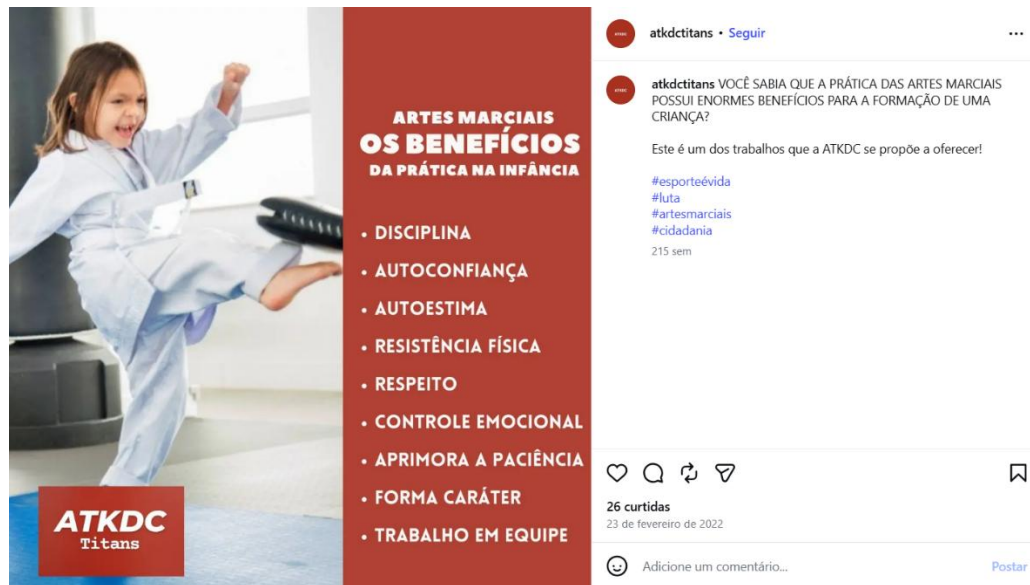 ARTES MARCIAIS
OS BENEFÍCIOS
DA PRÁTICA NA INFÂNCIA
• DISCIPLINA
• AUTOCONFIANÇA
• AUTOESTIMA
• RESISTÊNCIA FÍSICA
• RESPEITO
• CONTROLE EMOCIONAL
• APRIMORA A PACIÊNCIA
• FORMA CARÁTER
• TRABALHO EM EQUIPE
ATKDC
Titans
atkdctitans • Seguir
atkdctitans VOCÊ SABIA QUE A PRÁTICA DAS ARTES MARCIAIS
POSSUI ENORMES BENEFÍCIOS PARA A FORMAÇÃO DE UMA
CRIANÇA?
Este é um dos trabalhos que a ATKDC se propõe a oferecer!
#esporteévida
#luta
#artesmarciais
#cidadania
215 sem
26 curtidas
23 de fevereiro de 2022
Adicione um comentário...
Postar